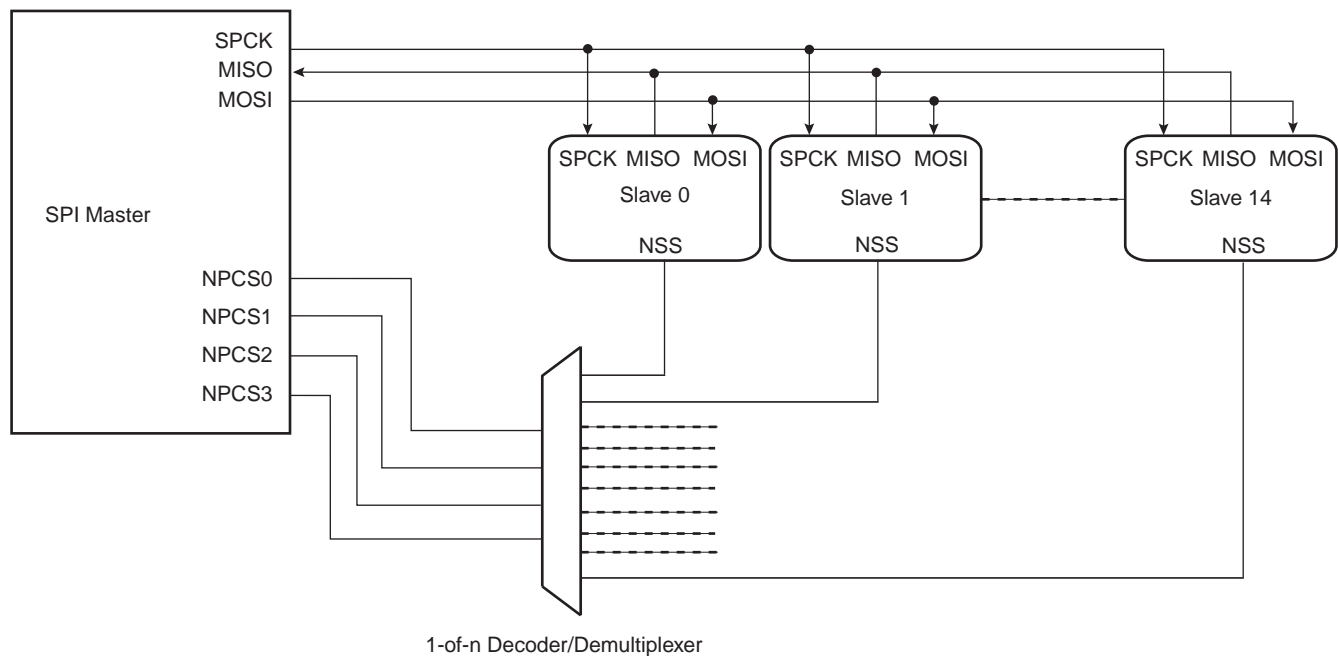 SPCK
MISO
MOSI
SPI Master
NPCS0
NPCS1
NPCS2
NPCS3
SPCK MISO MOSI
Slave 0
NSS
SPCK MISO MOSI
Slave 1
NSS
SPCK MISO MOSI
Slave 14
NSS
1-of-n Decoder/Demultiplexer